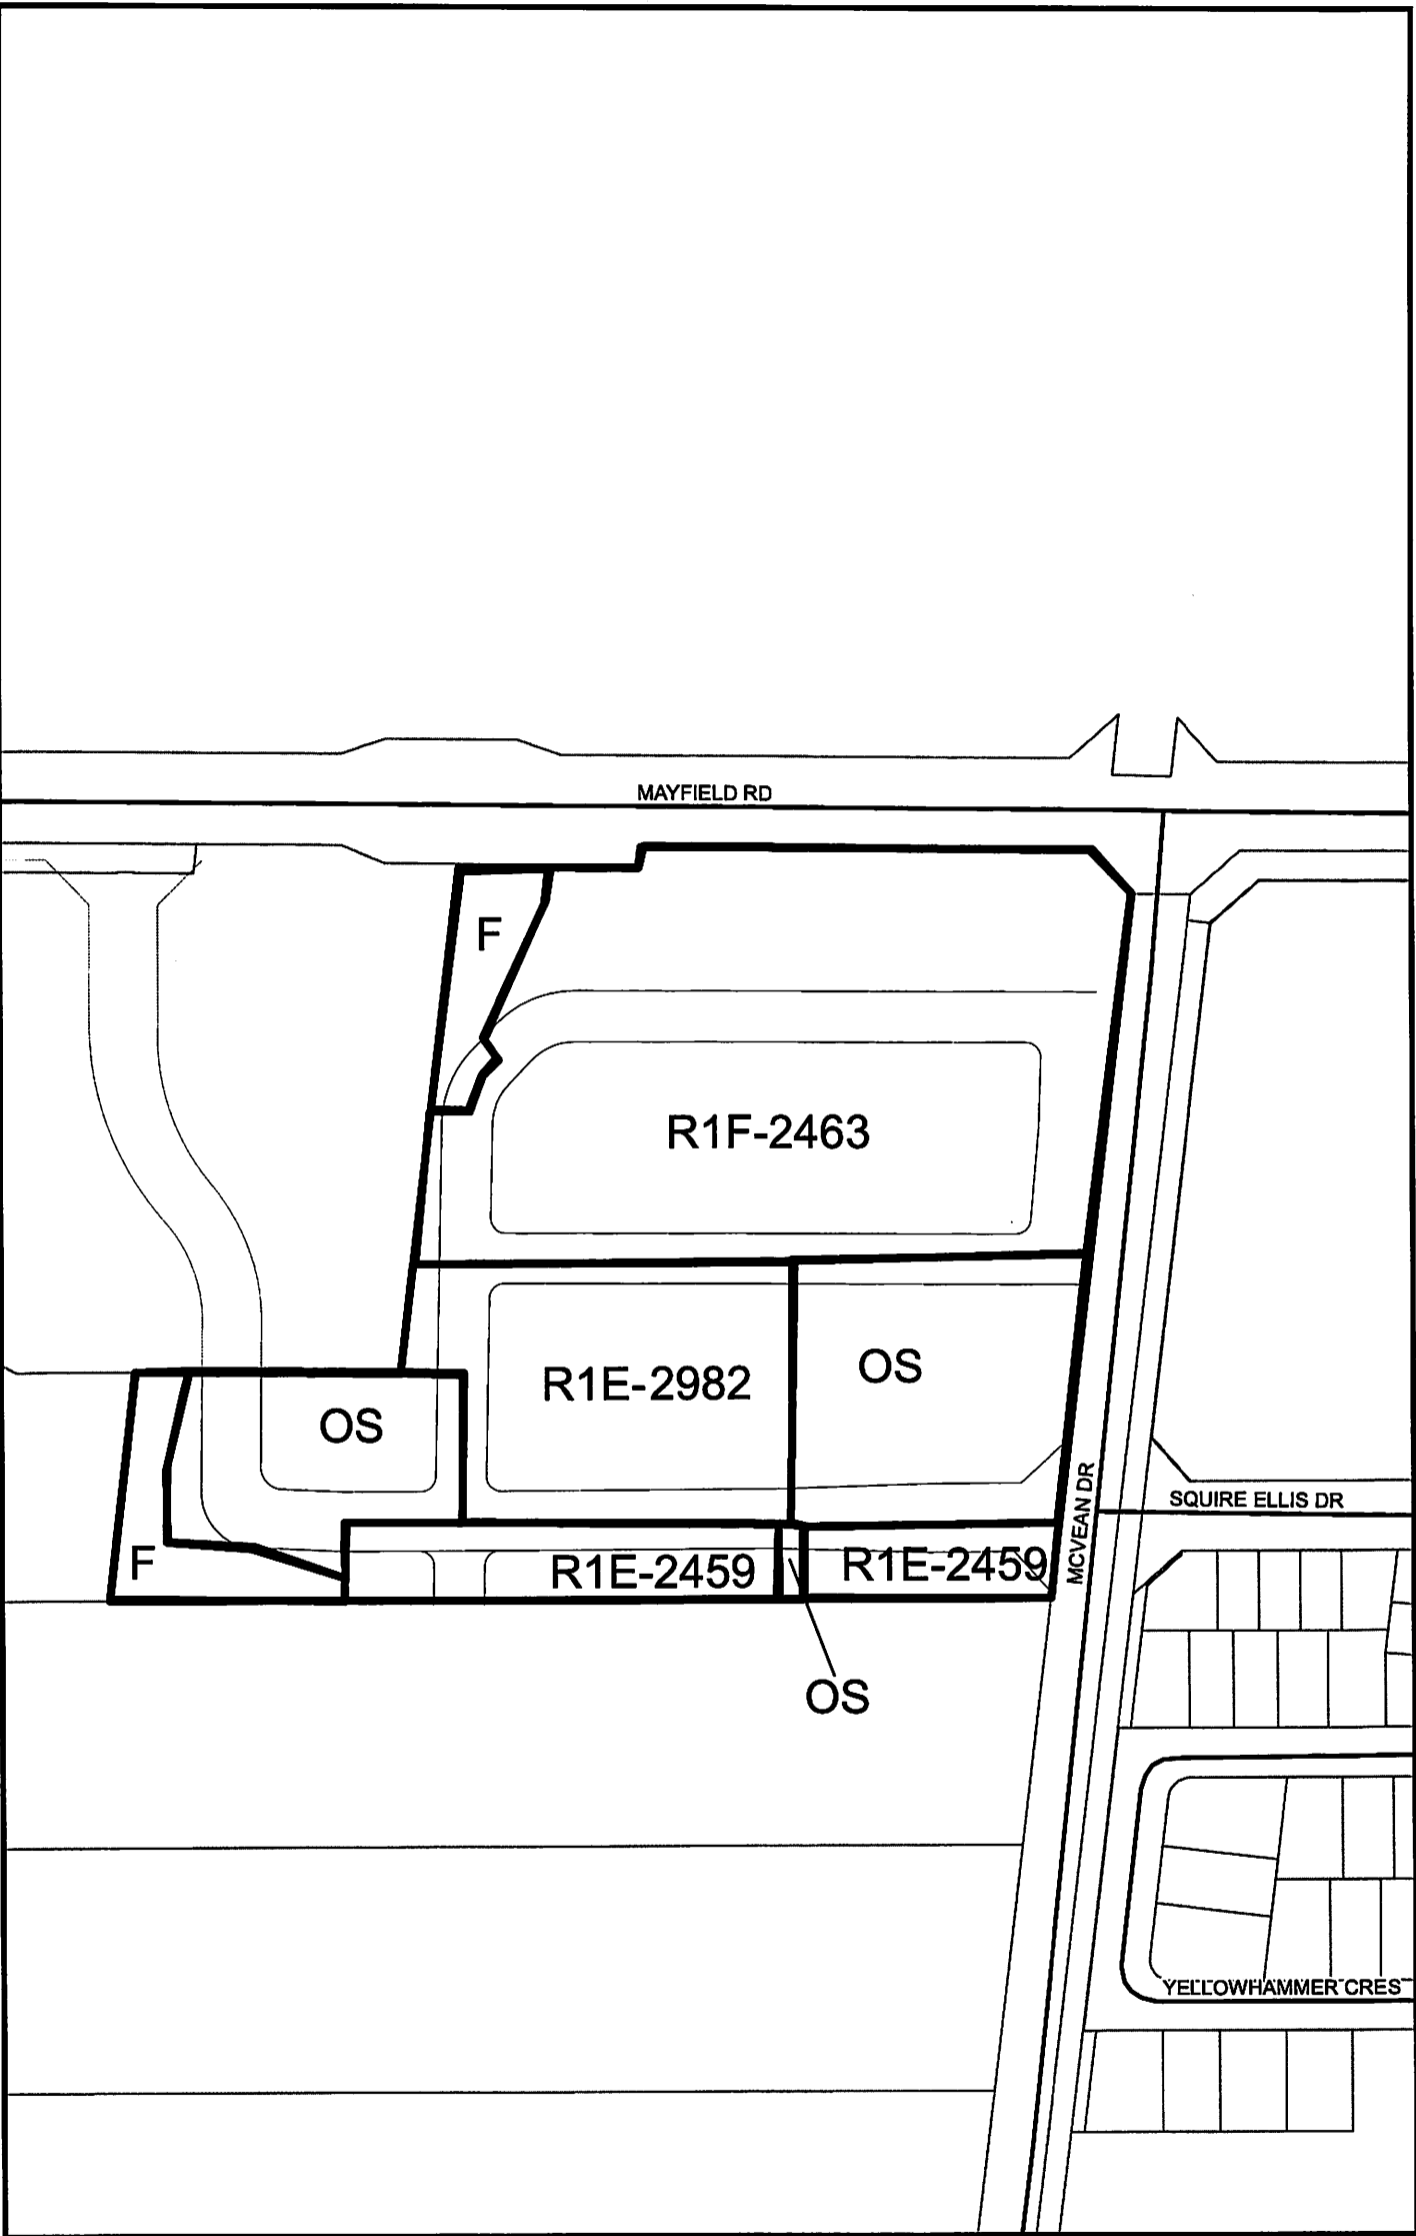 MAYFIELD RD
F
R1F-2463
R1E-2982
OS
OS
MCVEAN DR
SQUIRE ELLIS DR
F
R1E-2459
R1E-2459
OS
YELLOWHAMMER CRES